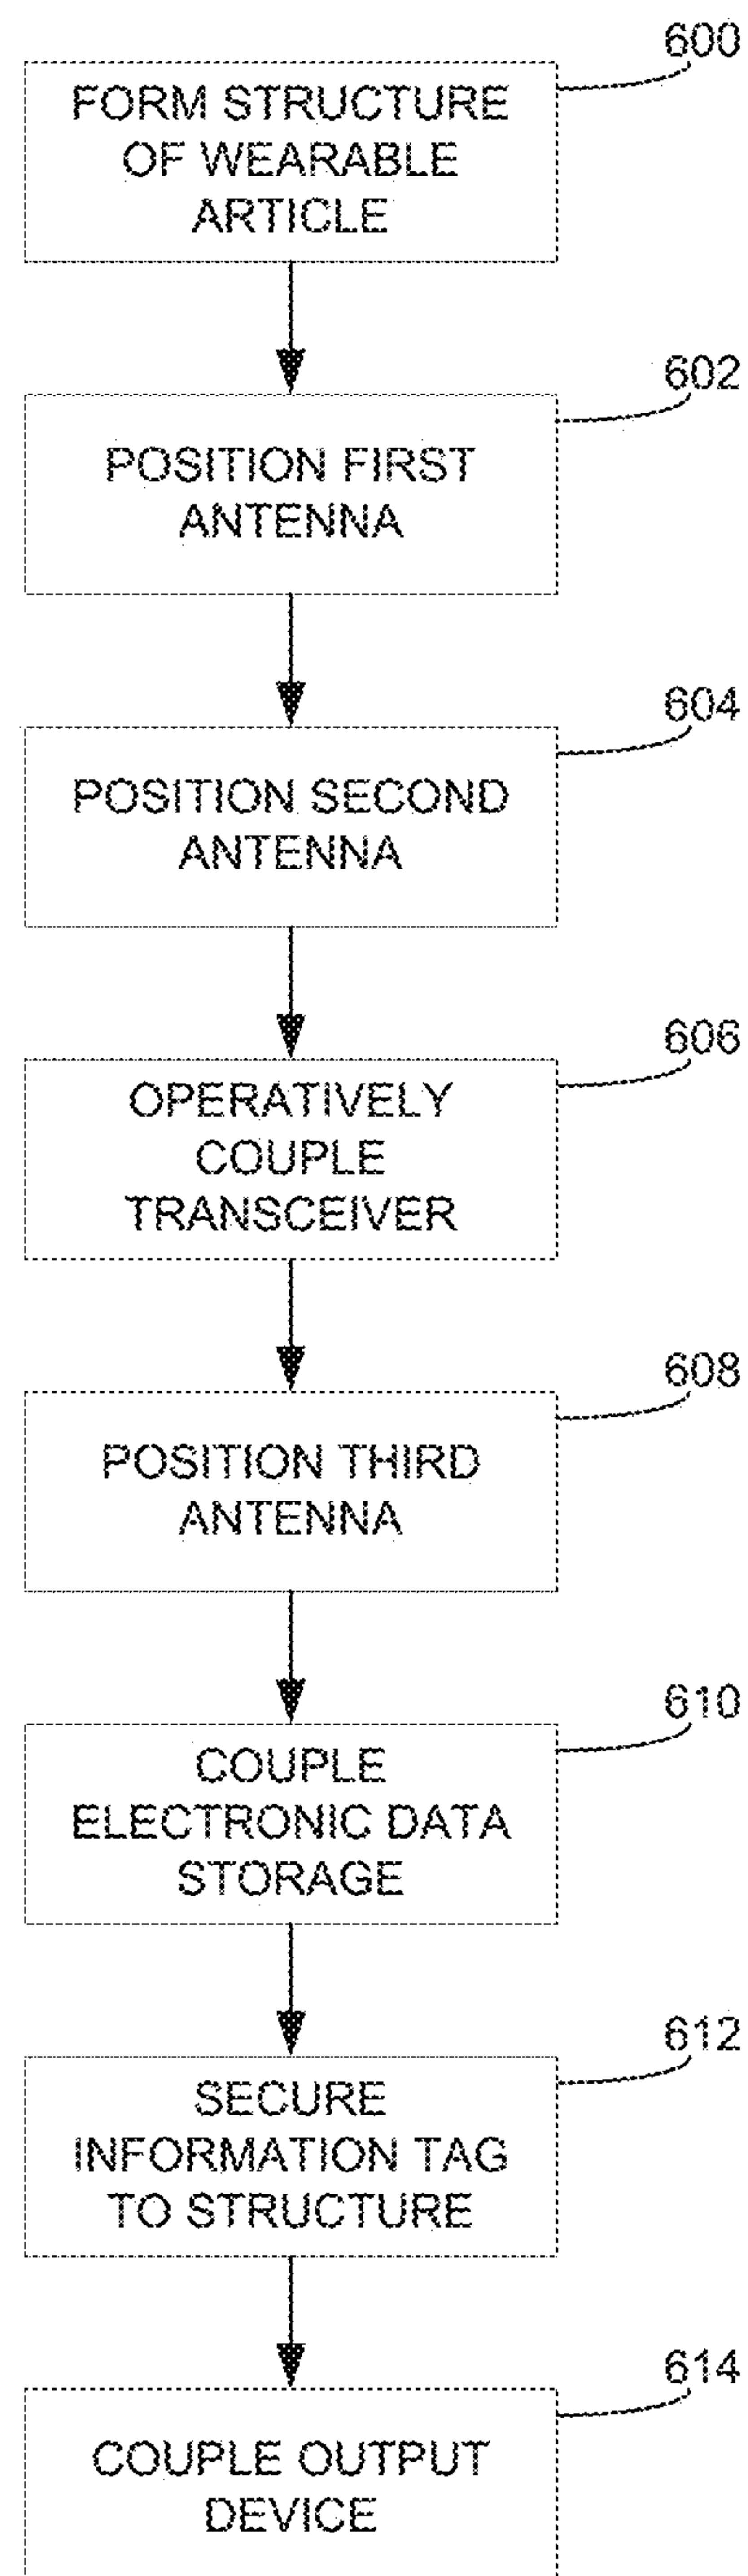 600
FORM STRUCTURE
OF WEARABLE
ARTICLE
602
POSITION FIRST
ANTENNA
604
POSITION SECOND
ANTENNA
606
OPERATIVELY
COUPLE
TRANSCEIVER
608
POSITION THIRD
ANTENNA
610
COUPLE
ELECTRONIC DATA
STORAGE
612
SECURE
INFORMATION TAG
TO STRUCTURE
614
COUPLE OUTPUT
DEVICE